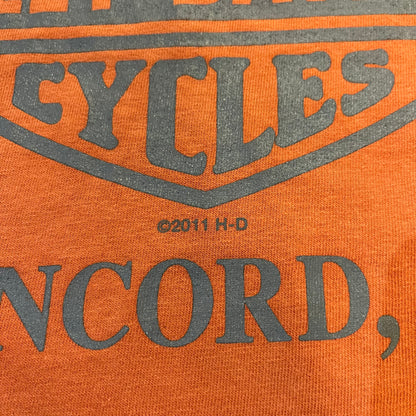 CYCLES
©2011 H-D
NCORD,